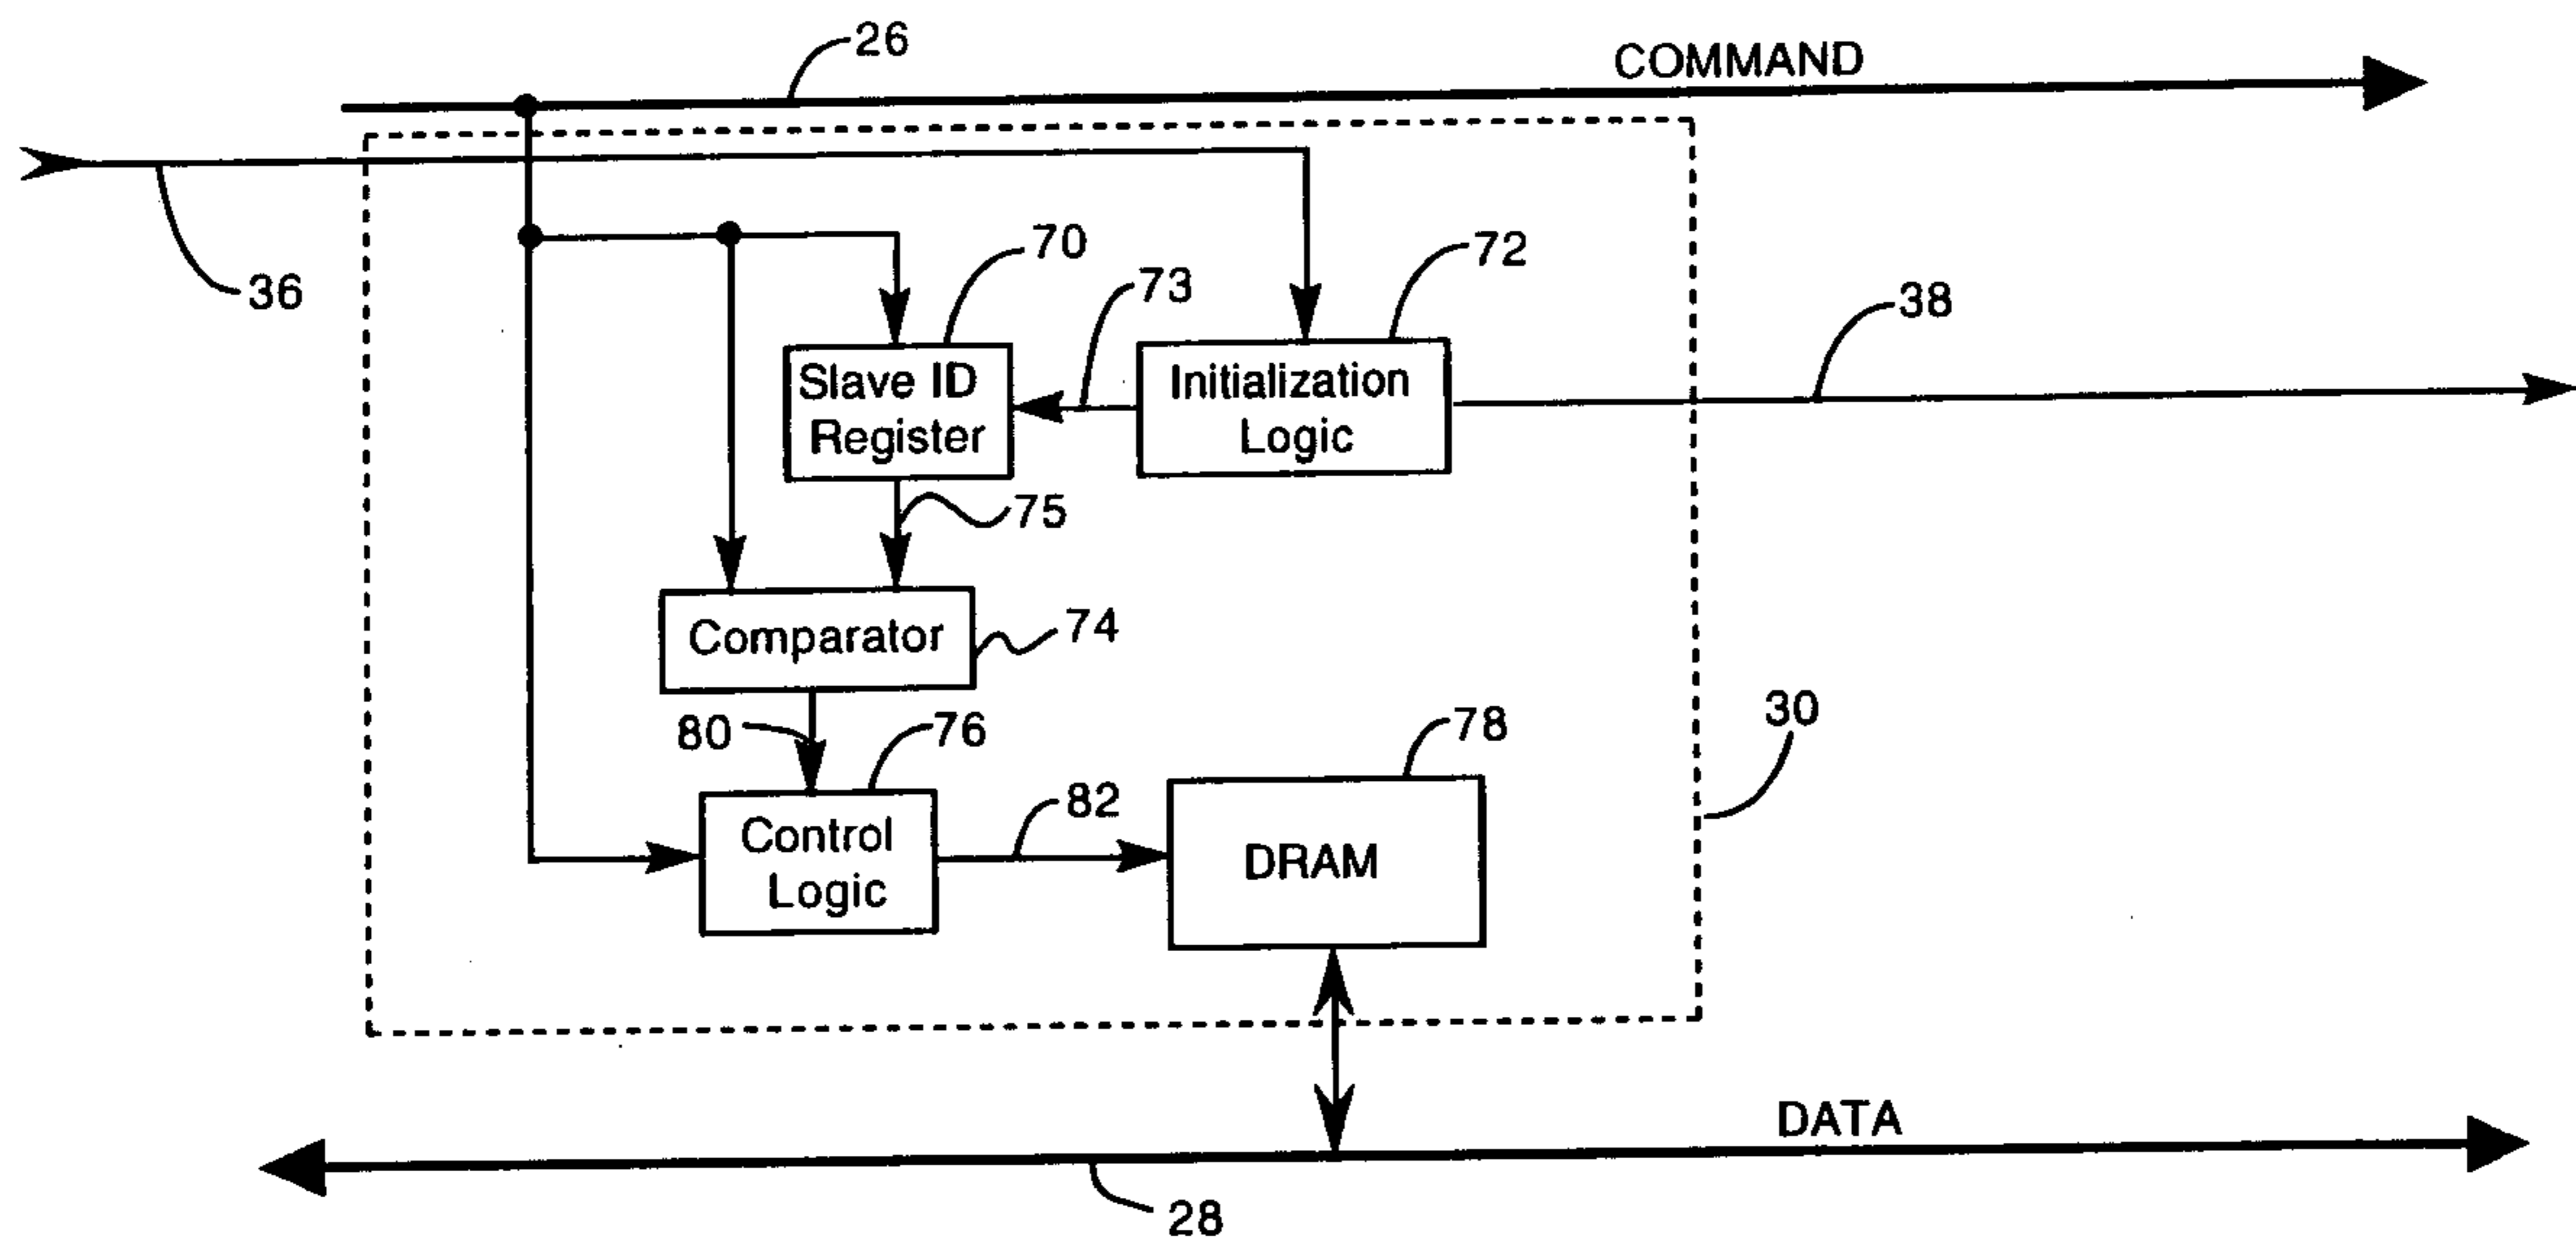 26
COMMAND
36
70
72
73
38
Slave ID
Register
Initialization
Logic
75
Comparator
74
80
76
78
30
82
Control
Logic
DRAM
DATA
28